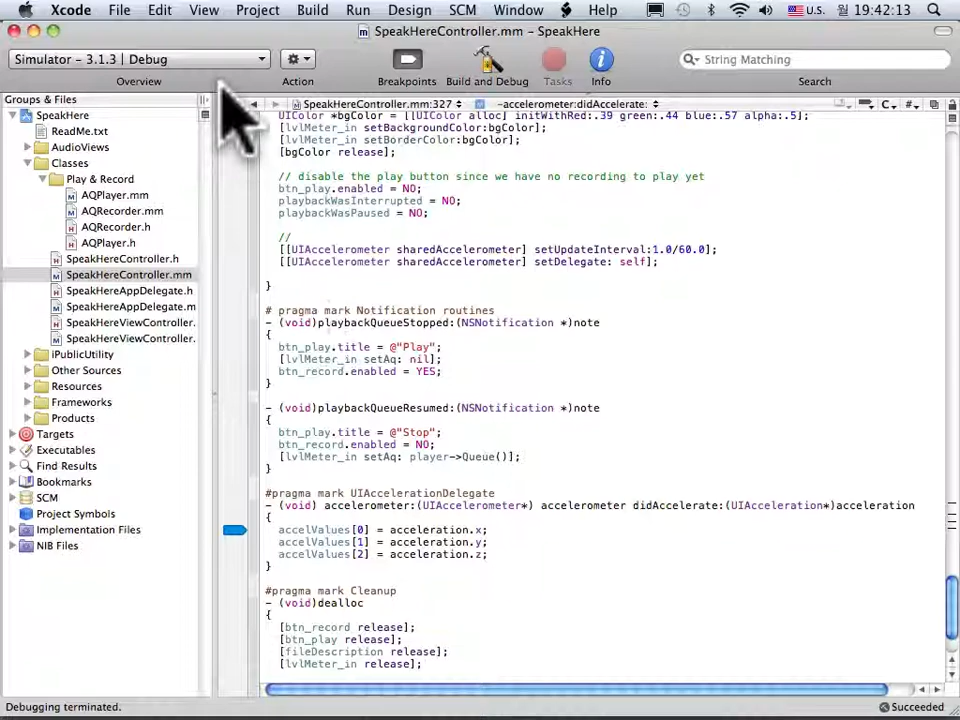 Xcode File Edit View Project Build Run Design SCM Window Help U.S. 월 19:42:13
SpeakHereController.mm – SpeakHere
Simulator - 3.1.3 | Debug
String Matching
Overview Action Breakpoints Build and Debug Tasks Info Search
Groups & Files
SpeakHereController.mm:327 -accelerometer:didAccelerate: C #
SpeakHere
ReadMe.txt
AudioViews
Classes
Play & Record
AQPlayer.mm
AQRecorder.mm
AQRecorder.h
AQPlayer.h
SpeakHereController.h
SpeakHereController.mm
SpeakHereAppDelegate.h
SpeakHereAppDelegate.m
SpeakHereViewController.
SpeakHereViewController.
iPublicUtility
Other Sources
Resources
Frameworks
Products
Targets
Executables
Find Results
Bookmarks
SCM
Project Symbols
Implementation Files
NIB Files
UIColor *bgColor = [[UIColor alloc] initWithRed:.39 green:.44 blue:.57 alpha:.5];
[lvlMeter_in setBackgroundColor:bgColor];
[lvlMeter_in setBorderColor:bgColor];
[bgColor release];
// disable the play button since we have no recording to play yet
btn_play.enabled = NO;
playbackWasInterrupted = NO;
playbackWasPaused = NO;
//
[[UIAccelerometer sharedAccelerometer] setUpdateInterval:1.0/60.0];
[[UIAccelerometer sharedAccelerometer] setDelegate: self];
}
# pragma mark Notification routines
- (void)playbackQueueStopped:(NSNotification *)note
{
btn_play.title = @"Play";
[lvlMeter_in setAq: nil];
btn_record.enabled = YES;
}
- (void)playbackQueueResumed:(NSNotification *)note
{
btn_play.title = @"Stop";
btn_record.enabled = NO;
[lvlMeter_in setAq: player->Queue()];
}
#pragma mark UIAccelerationDelegate
- (void) accelerometer:(UIAccelerometer*) accelerometer didAccelerate:(UIAcceleration*)acceleration
{
accelValues[0] = acceleration.x;
accelValues[1] = acceleration.y;
accelValues[2] = acceleration.z;
}
#pragma mark Cleanup
- (void)dealloc
{
[btn_record release];
[btn_play release];
[fileDescription release];
[lvlMeter_in release];
Debugging terminated.
Succeeded